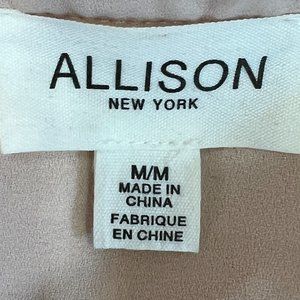 ALLISON
NEW YORK
M/M
MADE IN
CHINA
FABRIQUE
EN CHINE